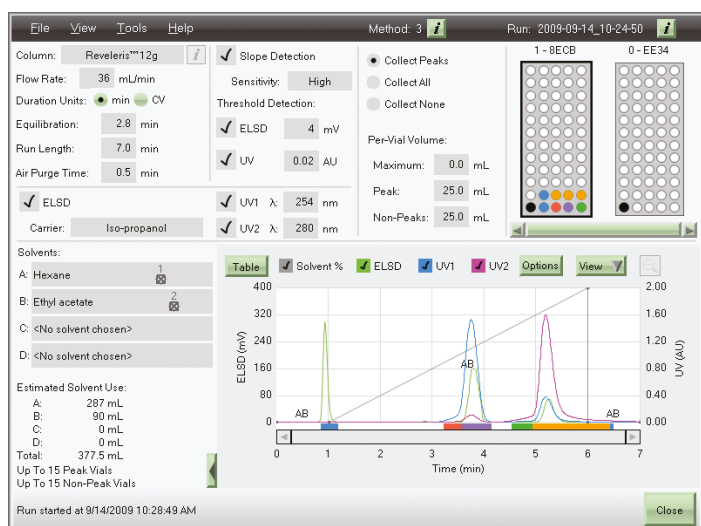 File View Tools Help Method: 3 i Run: 2009-09-14_10-24-50 i
Column: Reveleris™12g i
Flow Rate: 36 mL/min
Duration Units: min CV
Equilibration: 2.8 min
Run Length: 7.0 min
Air Purge Time: 0.5 min
Slope Detection
Sensitivity: High
Threshold Detection:
ELSD 4 mV
UV 0.02 AU
Collect Peaks
Collect All
Collect None
Per-Vial Volume:
Maximum: 0.0 mL
Peak: 25.0 mL
Non-Peaks: 25.0 mL
1 - 8ECB 0 - EE34
ELSD
Carrier: Iso-propanol
UV1 λ: 254 nm
UV2 λ: 280 nm
Solvents:
A: Hexane 1
B: Ethyl acetate 2
C: <No solvent chosen>
D: <No solvent chosen>
Estimated Solvent Use:
A: 287 mL
B: 90 mL
C: 0 mL
D: 0 mL
Total: 377.5 mL
Up To 15 Peak Vials
Up To 15 Non-Peak Vials
Table Solvent % ELSD UV1 UV2 Options View
400 2.00
320 1.60
240 1.20
160 0.80
80 0.40
0 0.00
ELSD (mV)
UV (AU)
AB AB AB
0 1 2 3 4 5 6 7
Time (min)
Run started at 9/14/2009 10:28:49 AM Close